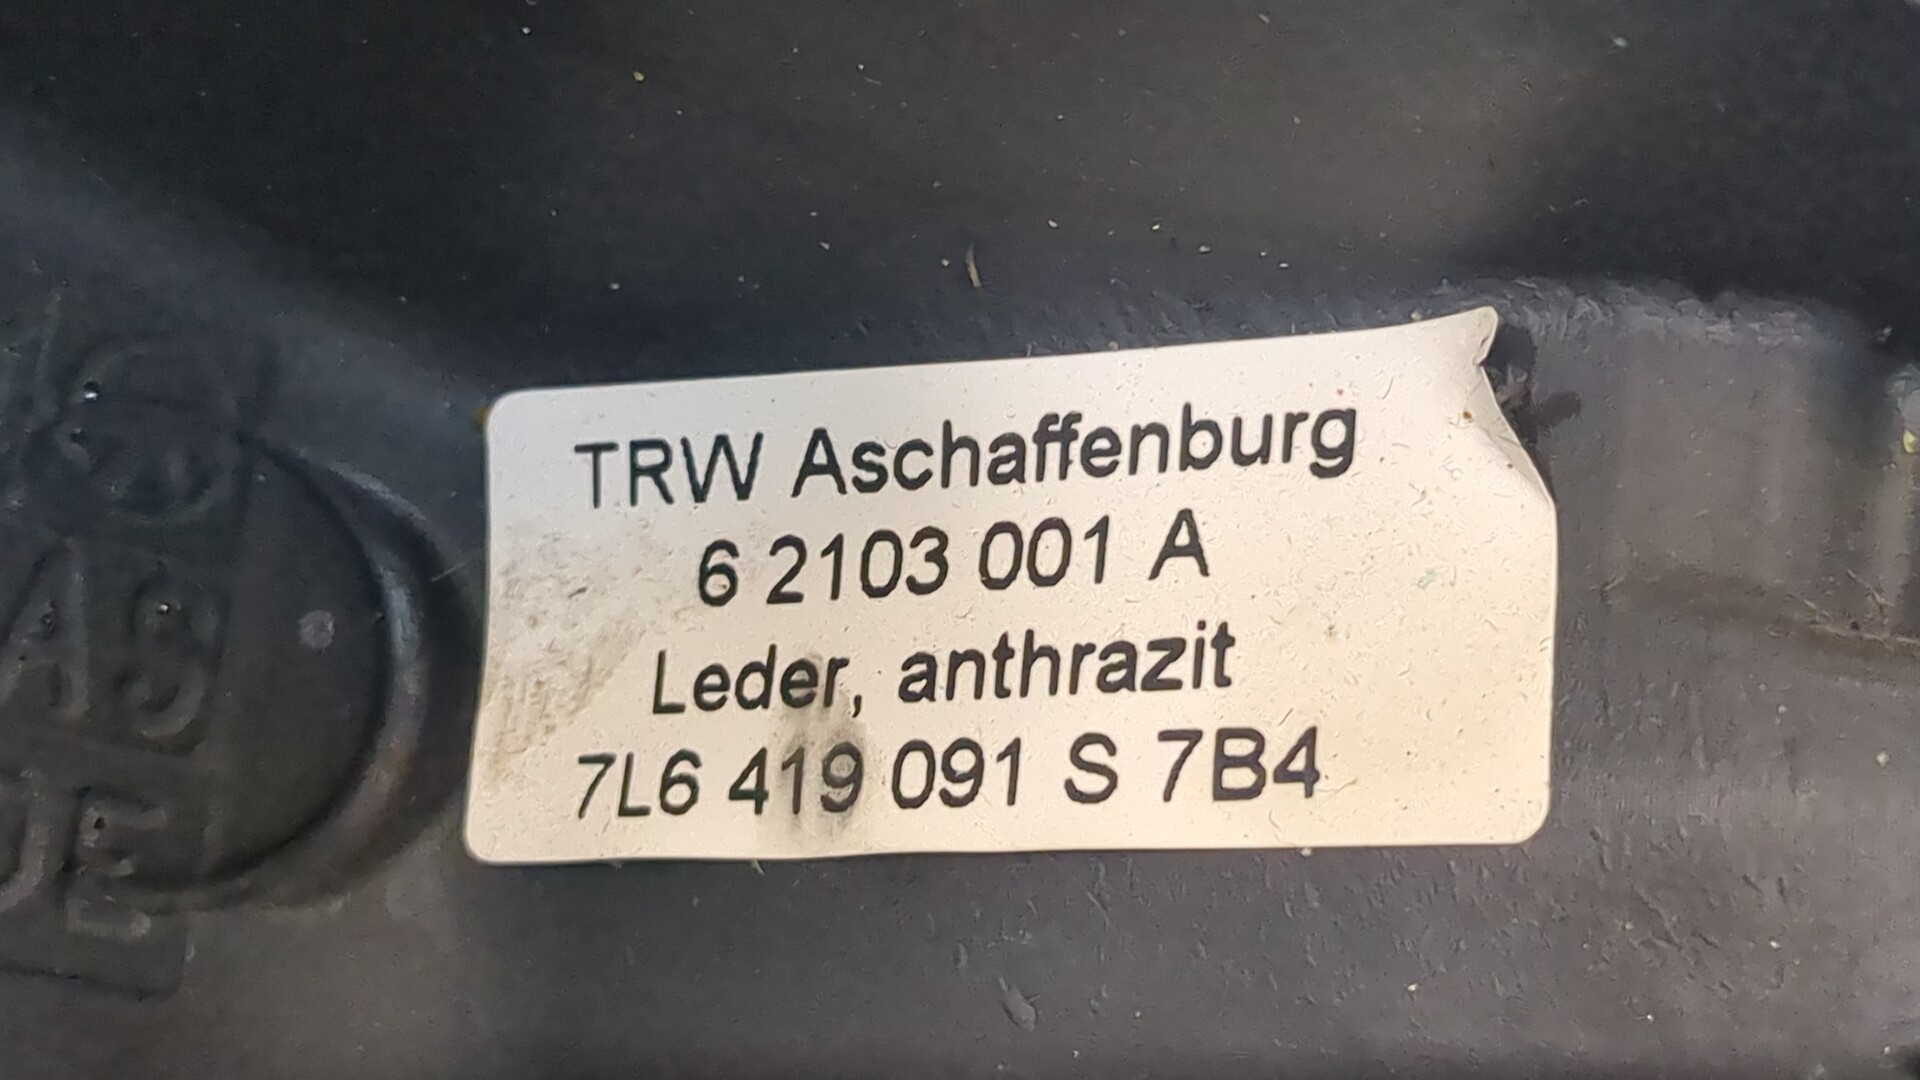 TRW Aschaffenburg
6 2103 001 A
Leder, anthrazit
7L6 419 091 S 7B4